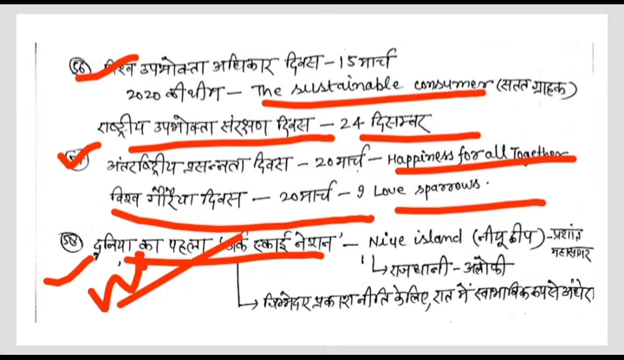 (56) विश्व उपभोक्ता अधिकार दिवस - 15 मार्च
2020 की थीम - The sustainable consumer (सतत ग्राहक)
राष्ट्रीय उपभोक्ता संरक्षण दिवस - 24 दिसम्बर
अंतर्राष्ट्रीय प्रसन्नता दिवस - 20 मार्च - Happiness for all Together
विश्व गौरैया दिवस - 20 मार्च - I Love sparrows.
(58) दुनिया का पहला 'डार्क स्काई नेशन' - Niue island (नीयू द्वीप) - प्रशांत महासागर
राजधानी - अलोफी
जिम्मेदार प्रकाश नीति के लिए, रात में स्वाभाविक रूप से अंधेरा